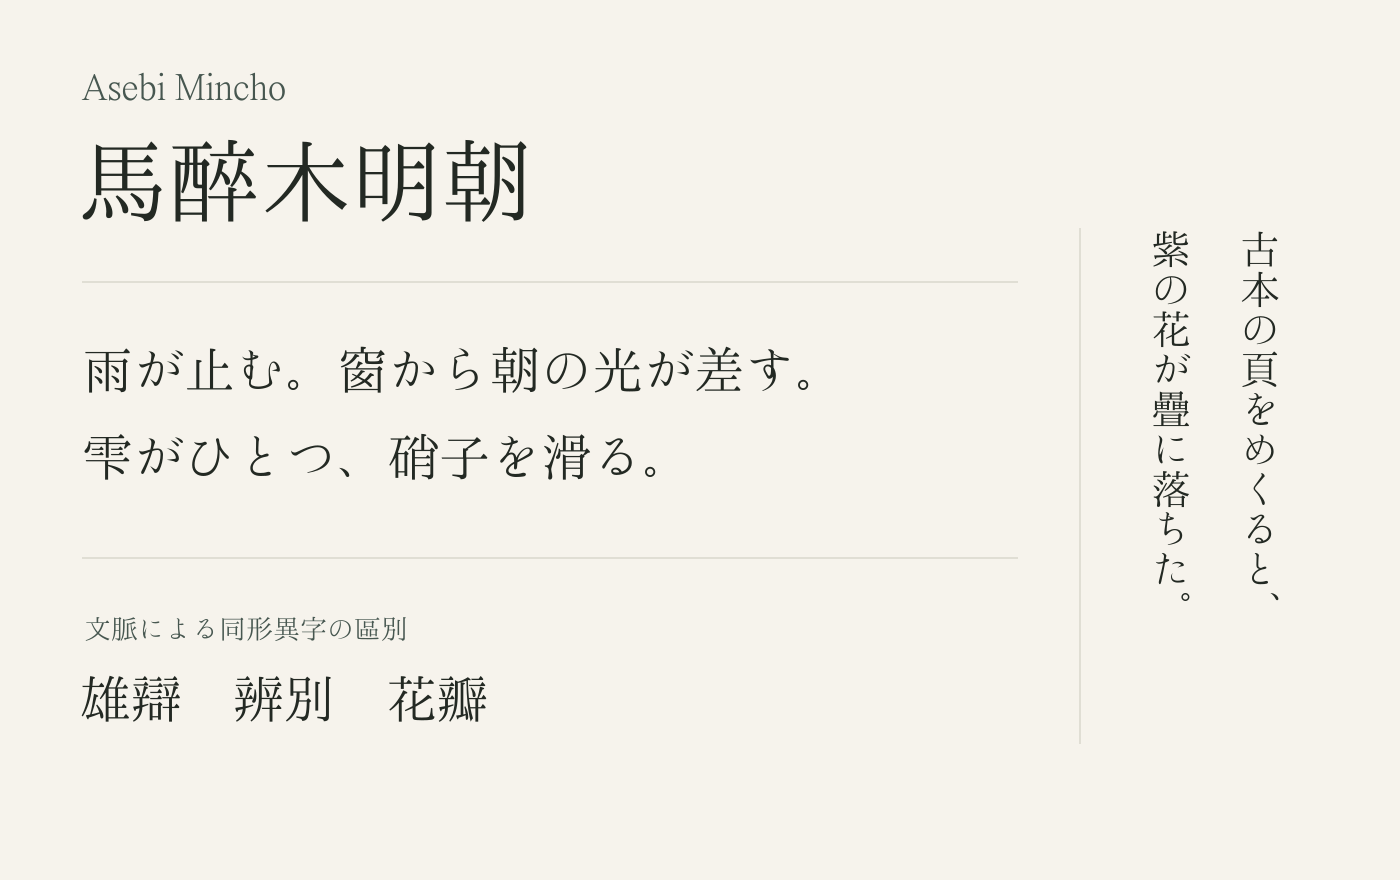 Asebi Mincho
馬醉木明朝
雨が止む。窗から朝の光が差す。
雫がひとつ、硝子を滑る。
文脈による同形異字の區別
雄辯　辨別　花瓣
古本の頁をめくると、
紫の花が疊に落ちた。